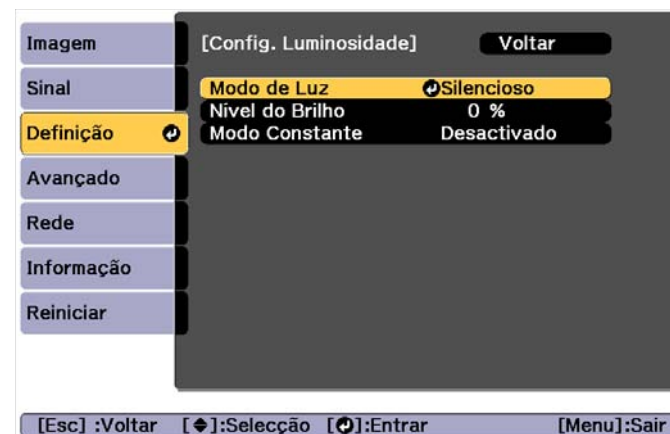 Imagem
Sinal
Definição
Avançado
Rede
Informação
Reiniciar
[Config. Luminosidade] Voltar
Modo de Luz Silencioso
Nivel do Brilho 0 %
Modo Constante Desactivado
[Esc] :Voltar [◆]:Selecção [↵]:Entrar [Menu]:Sair